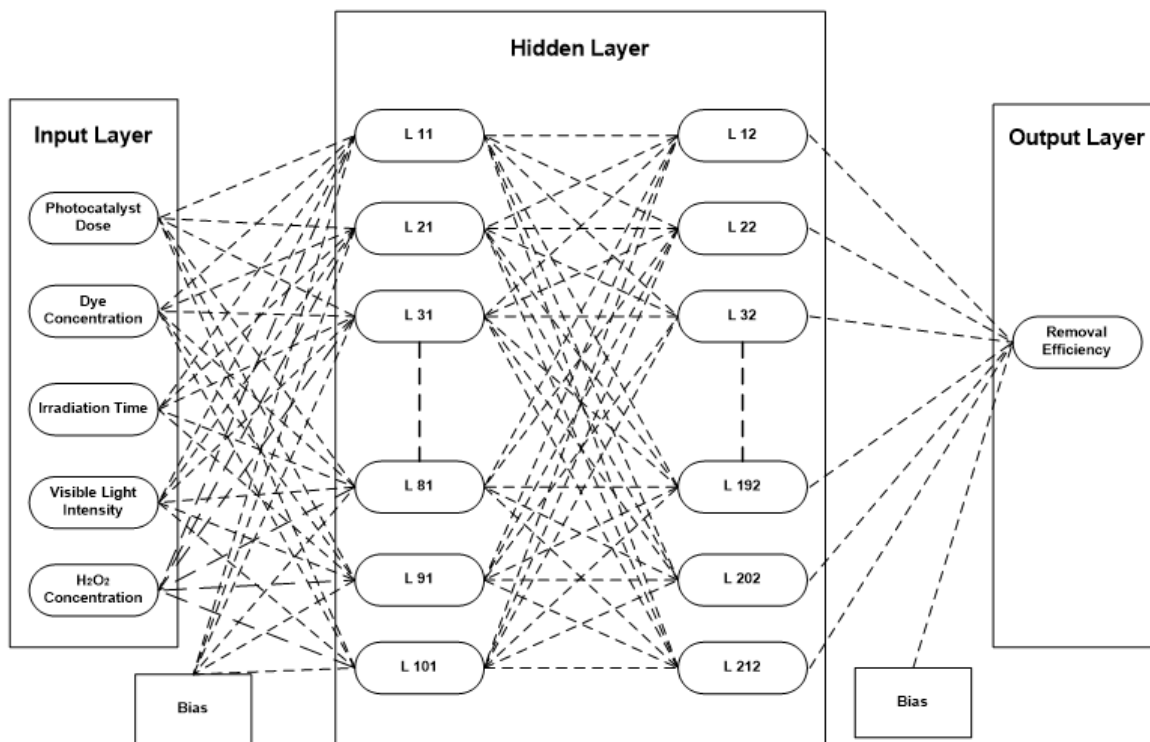 Hidden Layer
Input Layer
Output Layer
Photocatalyst
Dose
Dye
Concentration
Irradiation Time
Visible Light
Intensity
H₂O₂
Concentration
Bias
L 11
L 21
L 31
L 81
L 91
L 101
L 12
L 22
L 32
L 192
L 202
L 212
Removal
Efficiency
Bias